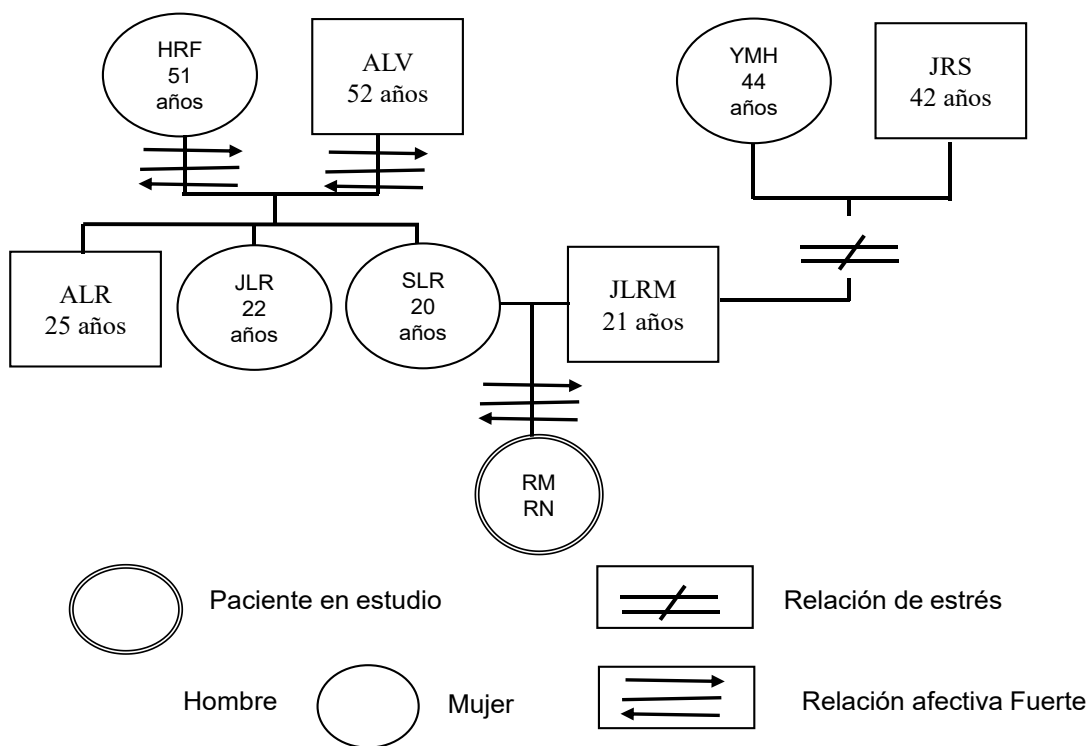 HRF
51
años
ALV
52 años
YMH
44
años
JRS
42 años
ALR
25 años
JLR
22
años
SLR
20
años
JLRM
21 años
RM
RN
Paciente en estudio
Relación de estrés
Hombre
Mujer
Relación afectiva Fuerte